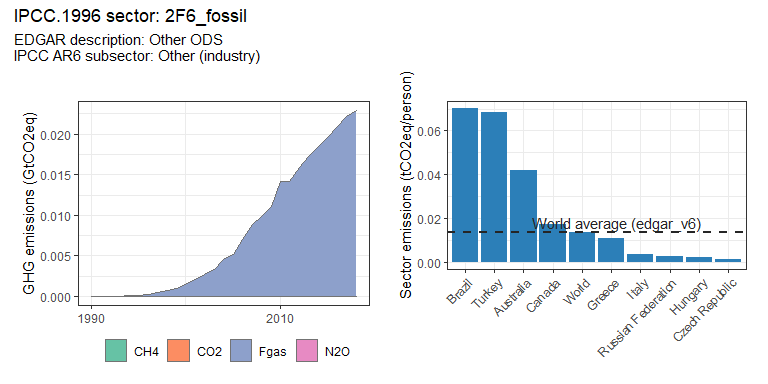 IPCC.1996 sector: 2F6_fossil
EDGAR description: Other ODS
IPCC AR6 subsector: Other (industry)
GHG emissions (GtCO2eq)
0.020
0.015
0.010
0.005
0.000
1990
2010
CH4
CO2
Fgas
N2O
Sector emissions (tCO2eq/person)
0.06
0.04
0.02
0.00
World average (edgar_v6)
Brazil
Turkey
Australia
Canada
World
Greece
Italy
Russian Federation
Hungary
Czech Republic